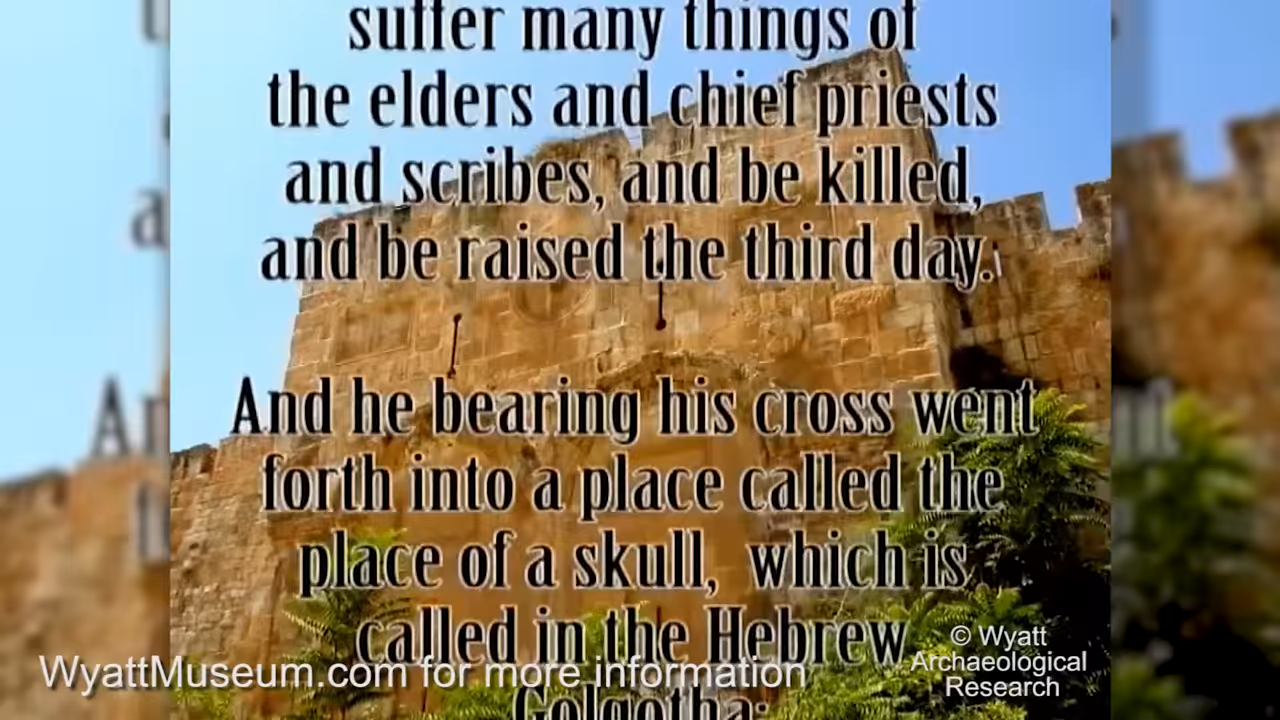 suffer many things of
the elders and chief priests
and scribes, and be killed,
and be raised the third day.
And he bearing his cross went
forth into a place called the
place of a skull, which is
called in the Hebrew
Golgotha:
WyattMuseum.com for more information
© Wyatt
Archaeological
Research